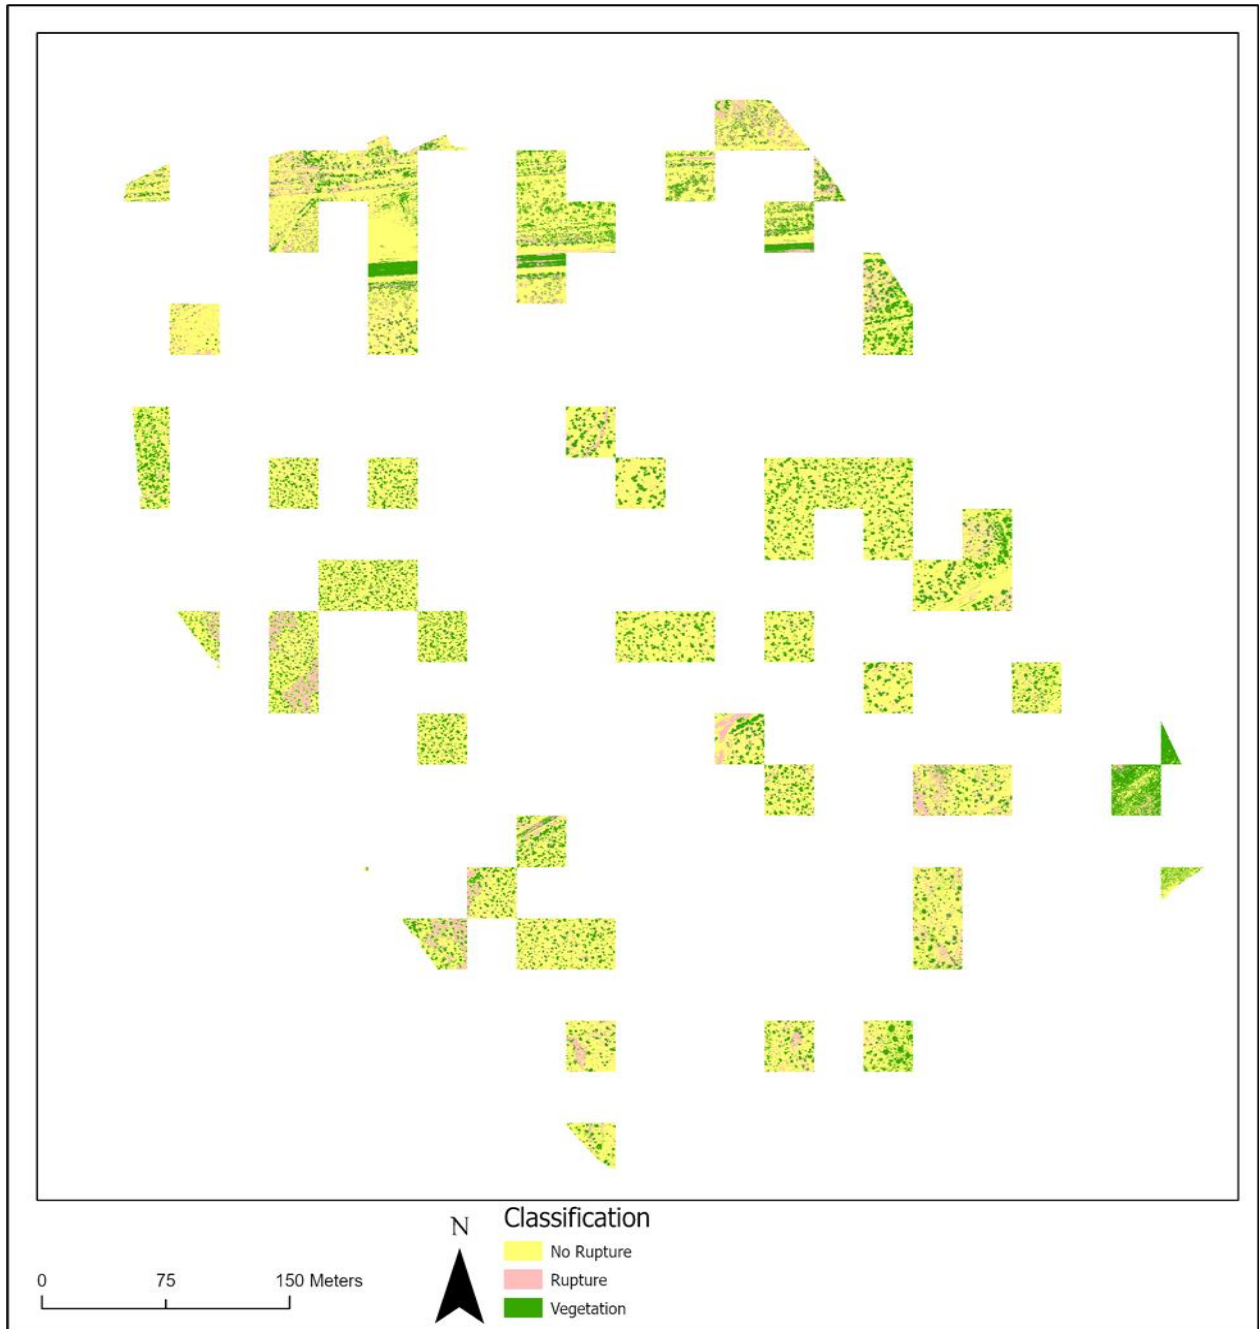 N
Classification
No Rupture
0 75 150 Meters
Rupture
Vegetation